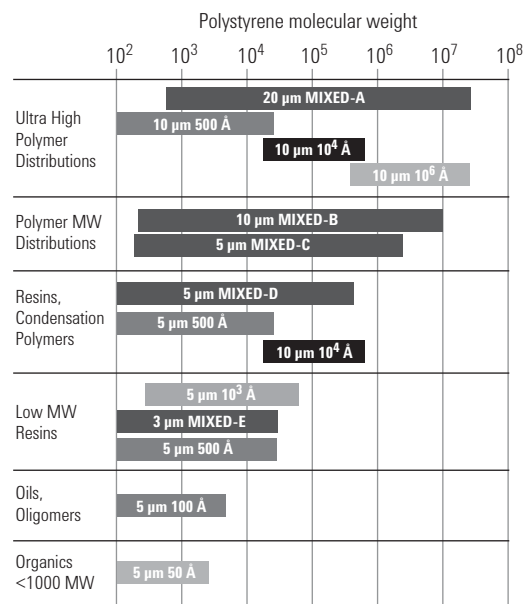 Polystyrene molecular weight
10² 10³ 10⁴ 10⁵ 10⁶ 10⁷ 10⁸
Ultra High
Polymer
Distributions
20 µm MIXED-A
10 µm 500 Å
10 µm 10⁴ Å
10 µm 10⁶ Å
Polymer MW
Distributions
10 µm MIXED-B
5 µm MIXED-C
Resins,
Condensation
Polymers
5 µm MIXED-D
5 µm 500 Å
10 µm 10⁴ Å
Low MW
Resins
5 µm 10³ Å
3 µm MIXED-E
5 µm 500 Å
Oils,
Oligomers
5 µm 100 Å
Organics
<1000 MW
5 µm 50 Å